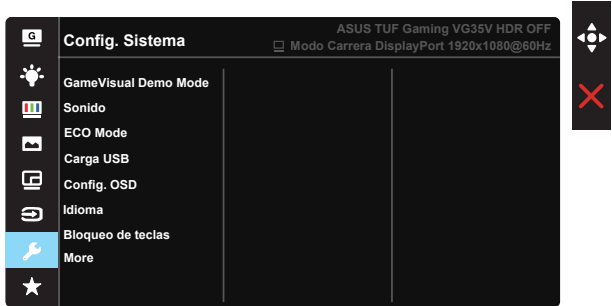 G
Config. Sistema
ASUS TUF Gaming VG35V HDR OFF
Modo Carrera DisplayPort 1920x1080@60Hz
GameVisual Demo Mode
Sonido
ECO Mode
Carga USB
Config. OSD
Idioma
Bloqueo de teclas
More